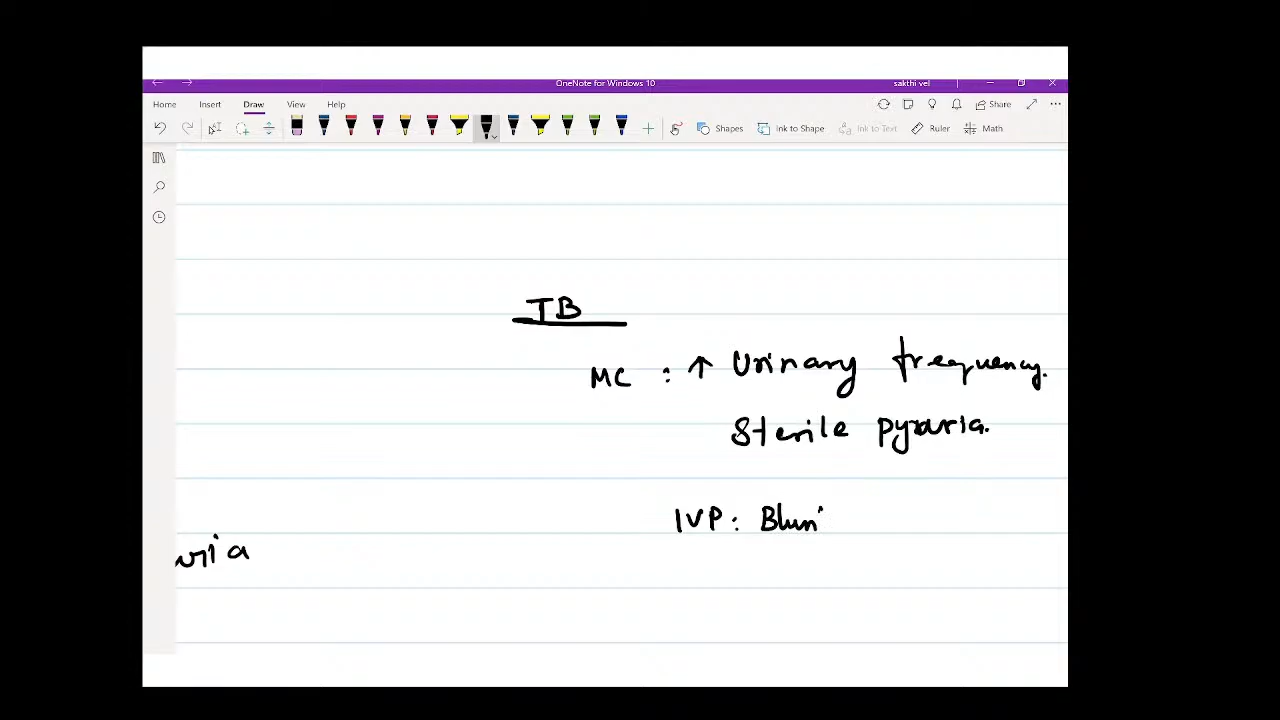 OneNote for Windows 10
sakthi vel
Home Insert Draw View Help
Share
Shapes Ink to Shape Ink to Text Ruler Math
TB
MC : ↑ Urinary frequency.
Sterile pyouria.
IVP : Blun
uria